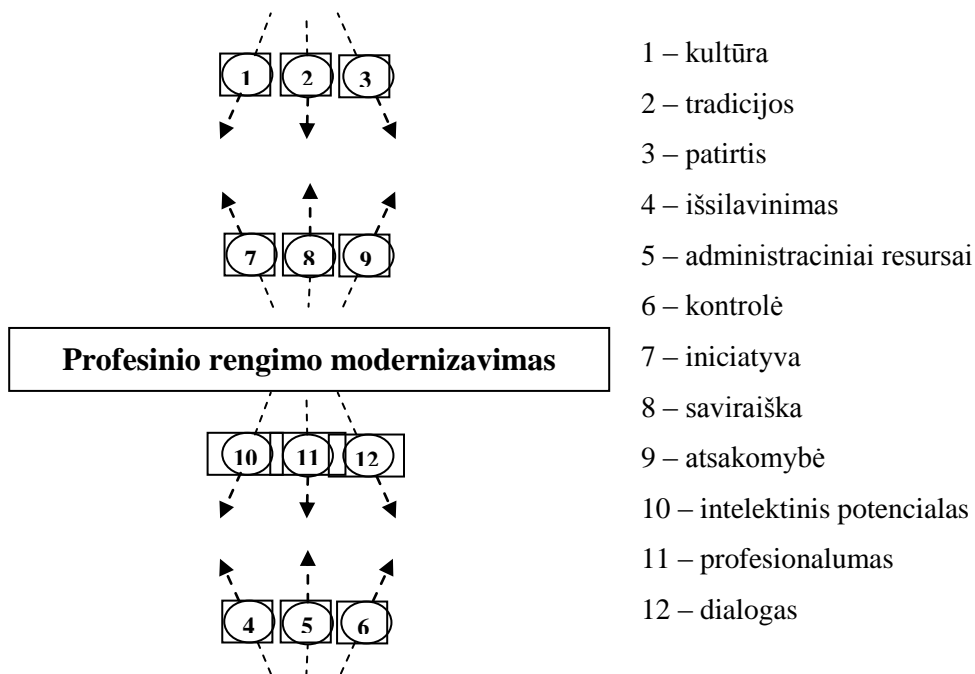 1 2 3
7 8 9
Profesinio rengimo modernizavimas
10 11 12
4 5 6
1 – kultūra
2 – tradicijos
3 – patirtis
4 – išsilavinimas
5 – administraciniai resursai
6 – kontrolė
7 – iniciatyva
8 – saviraiška
9 – atsakomybė
10 – intelektinis potencialas
11 – profesionalumas
12 – dialogas